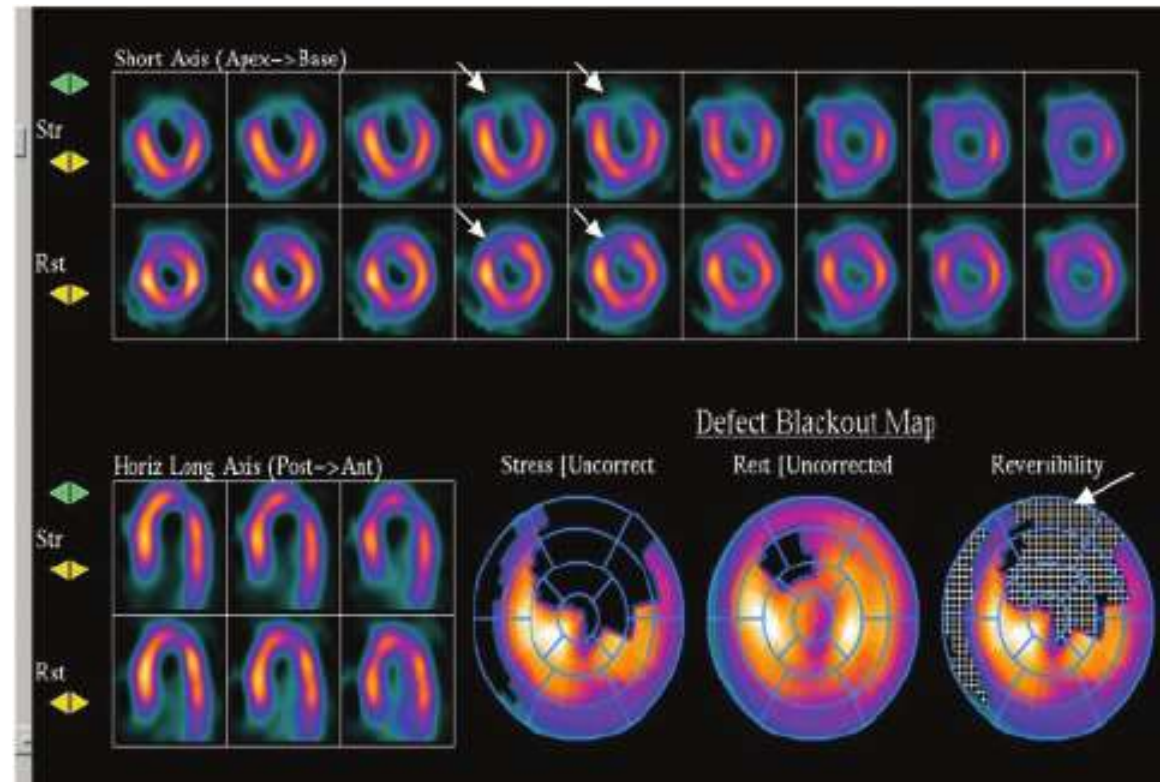 Short Axis (Apex->Base)
Str
Rst
Defect Blackout Map
Horiz Long Axis (Post->Ant)
Stress [Uncorrect
Rest [Uncorrected
Reversibility
Str
Rst